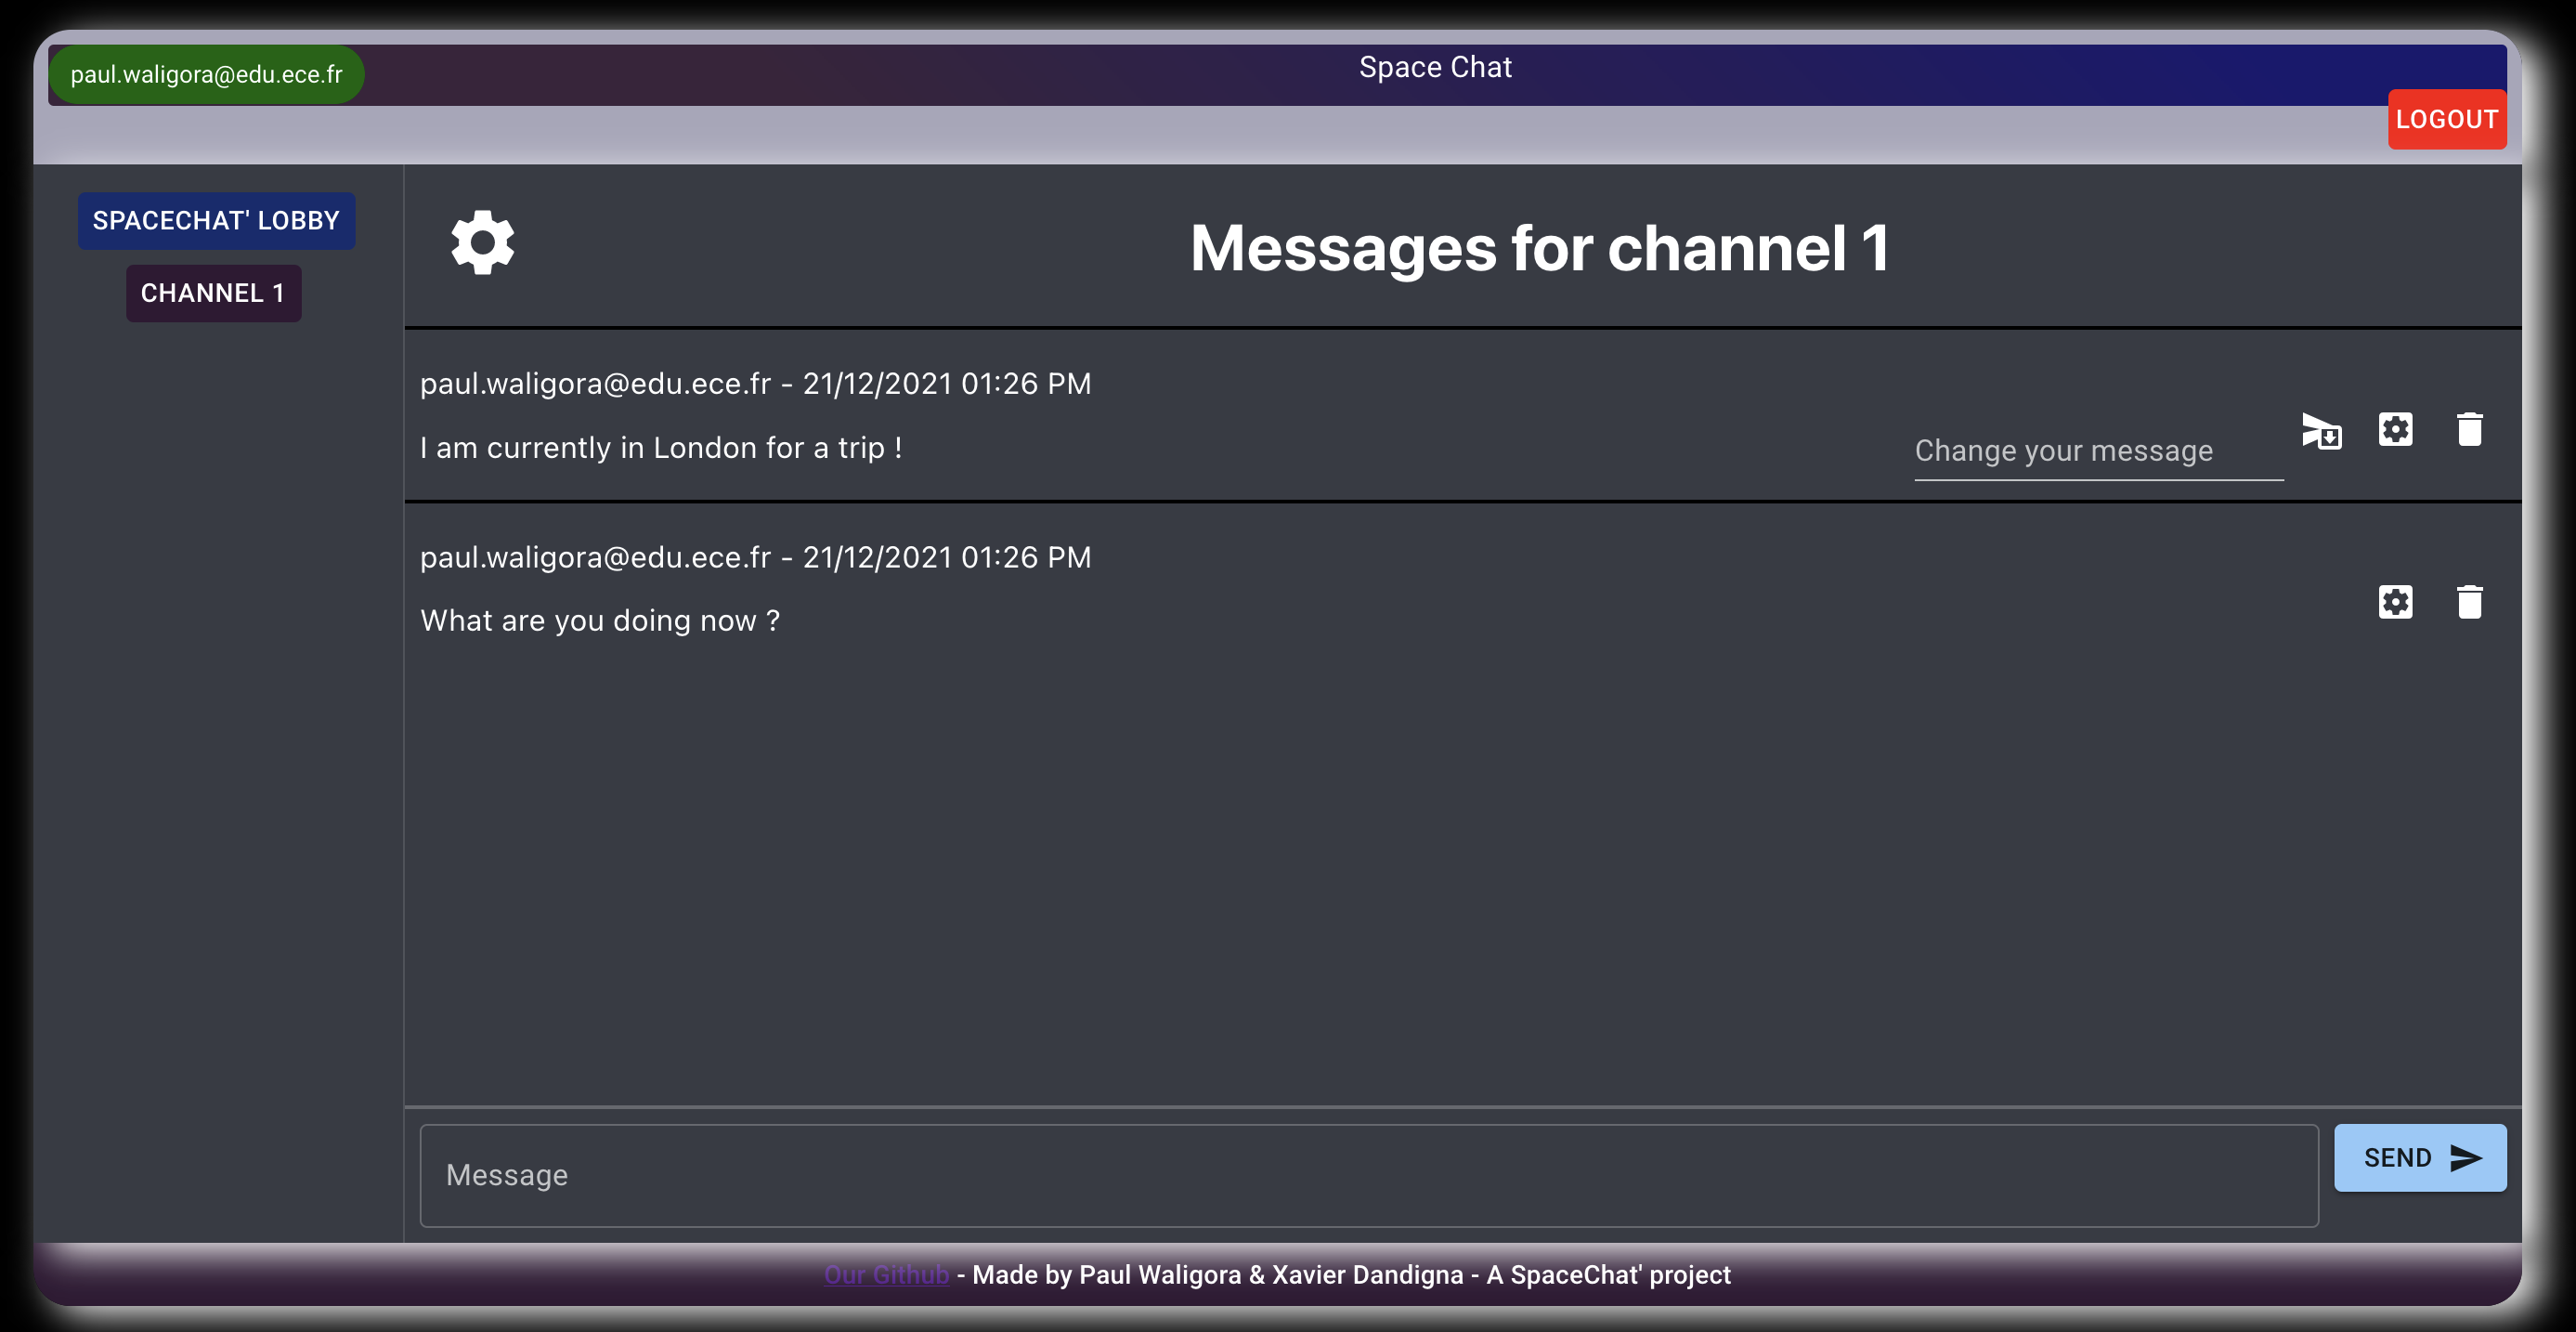 paul.waligora@edu.ece.fr
Space Chat
LOGOUT
SPACECHAT' LOBBY
CHANNEL 1
Messages for channel 1
paul.waligora@edu.ece.fr - 21/12/2021 01:26 PM
I am currently in London for a trip !
Change your message
paul.waligora@edu.ece.fr - 21/12/2021 01:26 PM
What are you doing now ?
Message
SEND
Our Github - Made by Paul Waligora & Xavier Dandigna - A SpaceChat' project